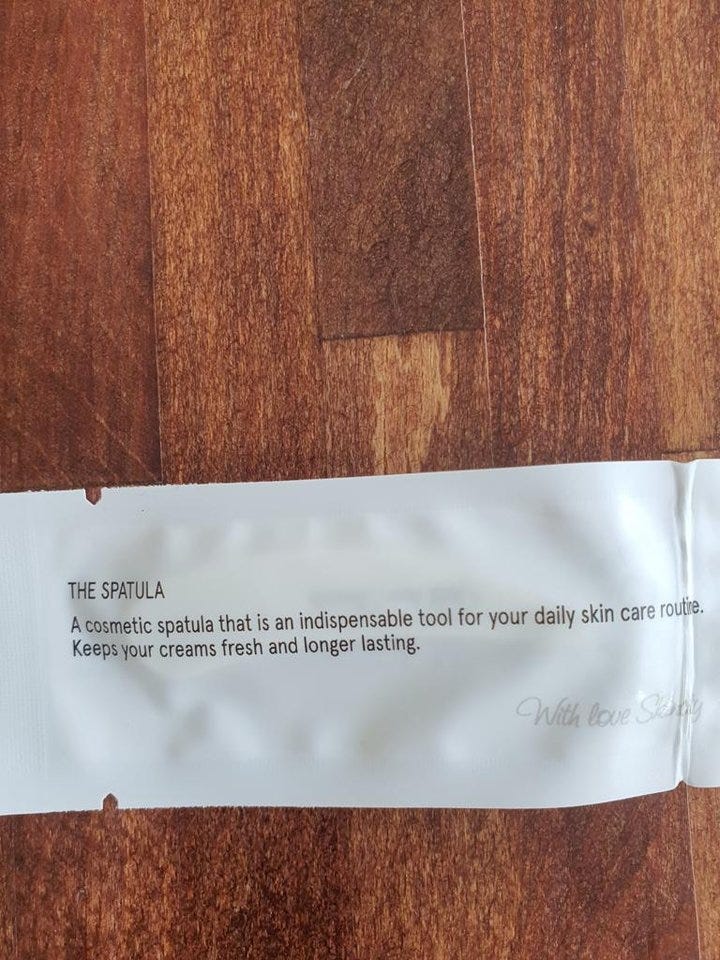 THE SPATULA
A cosmetic spatula that is an indispensable tool for your daily skin care routine.
Keeps your creams fresh and longer lasting.
With love